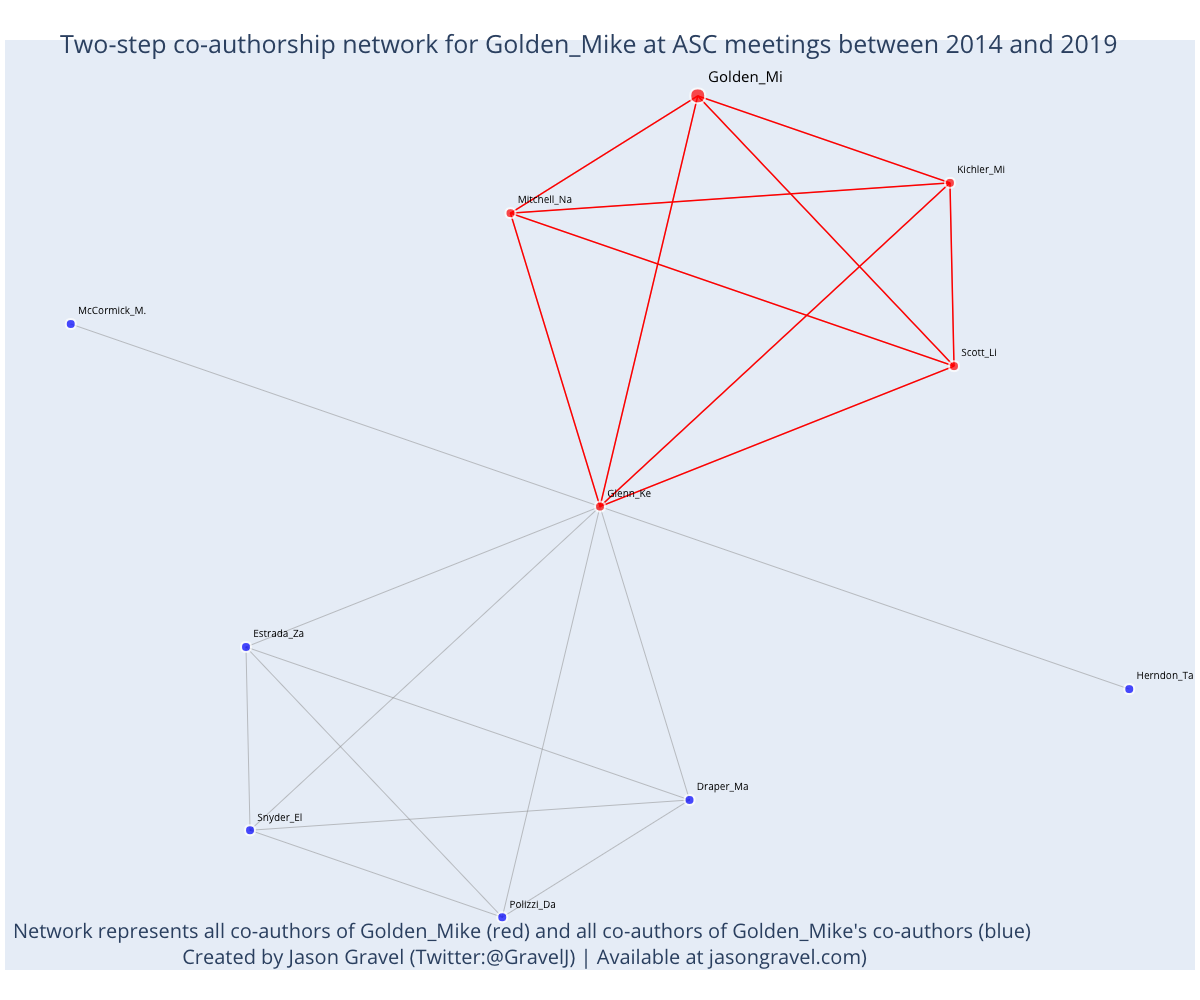 Two-step co-authorship network for Golden_Mike at ASC meetings between 2014 and 2019
Golden_Mi
Kichler_Mi
Mitchell_Na
McCormick_M.
Scott_Li
Glenn_Ke
Estrada_Za
Herndon_Ta
Draper_Ma
Snyder_El
Polizzi_Da
Network represents all co-authors of Golden_Mike (red) and all co-authors of Golden_Mike's co-authors (blue)
Created by Jason Gravel (Twitter:@GravelJ) | Available at jasongravel.com)